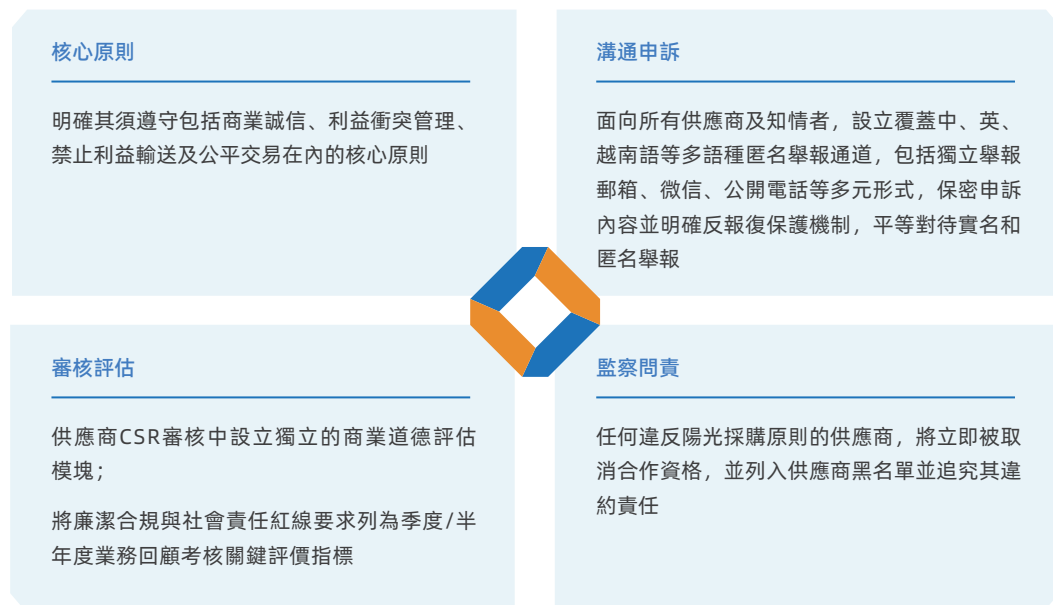 核心原則
明確其須遵守包括商業誠信、利益衝突管理、
禁止利益輸送及公平交易在內的核心原則
溝通申訴
面向所有供應商及知情者，設立覆蓋中、英、
越南語等多語種匿名舉報通道，包括獨立舉報
郵箱、微信、公開電話等多元形式，保密申訴
內容並明確反報復保護機制，平等對待實名和
匿名舉報
審核評估
供應商CSR審核中設立獨立的商業道德評估
模塊；
將廉潔合規與社會責任紅線要求列為季度/半
年度業務回顧考核關鍵評價指標
監察問責
任何違反陽光採購原則的供應商，將立即被取
消合作資格，並列入供應商黑名單並追究其違
約責任